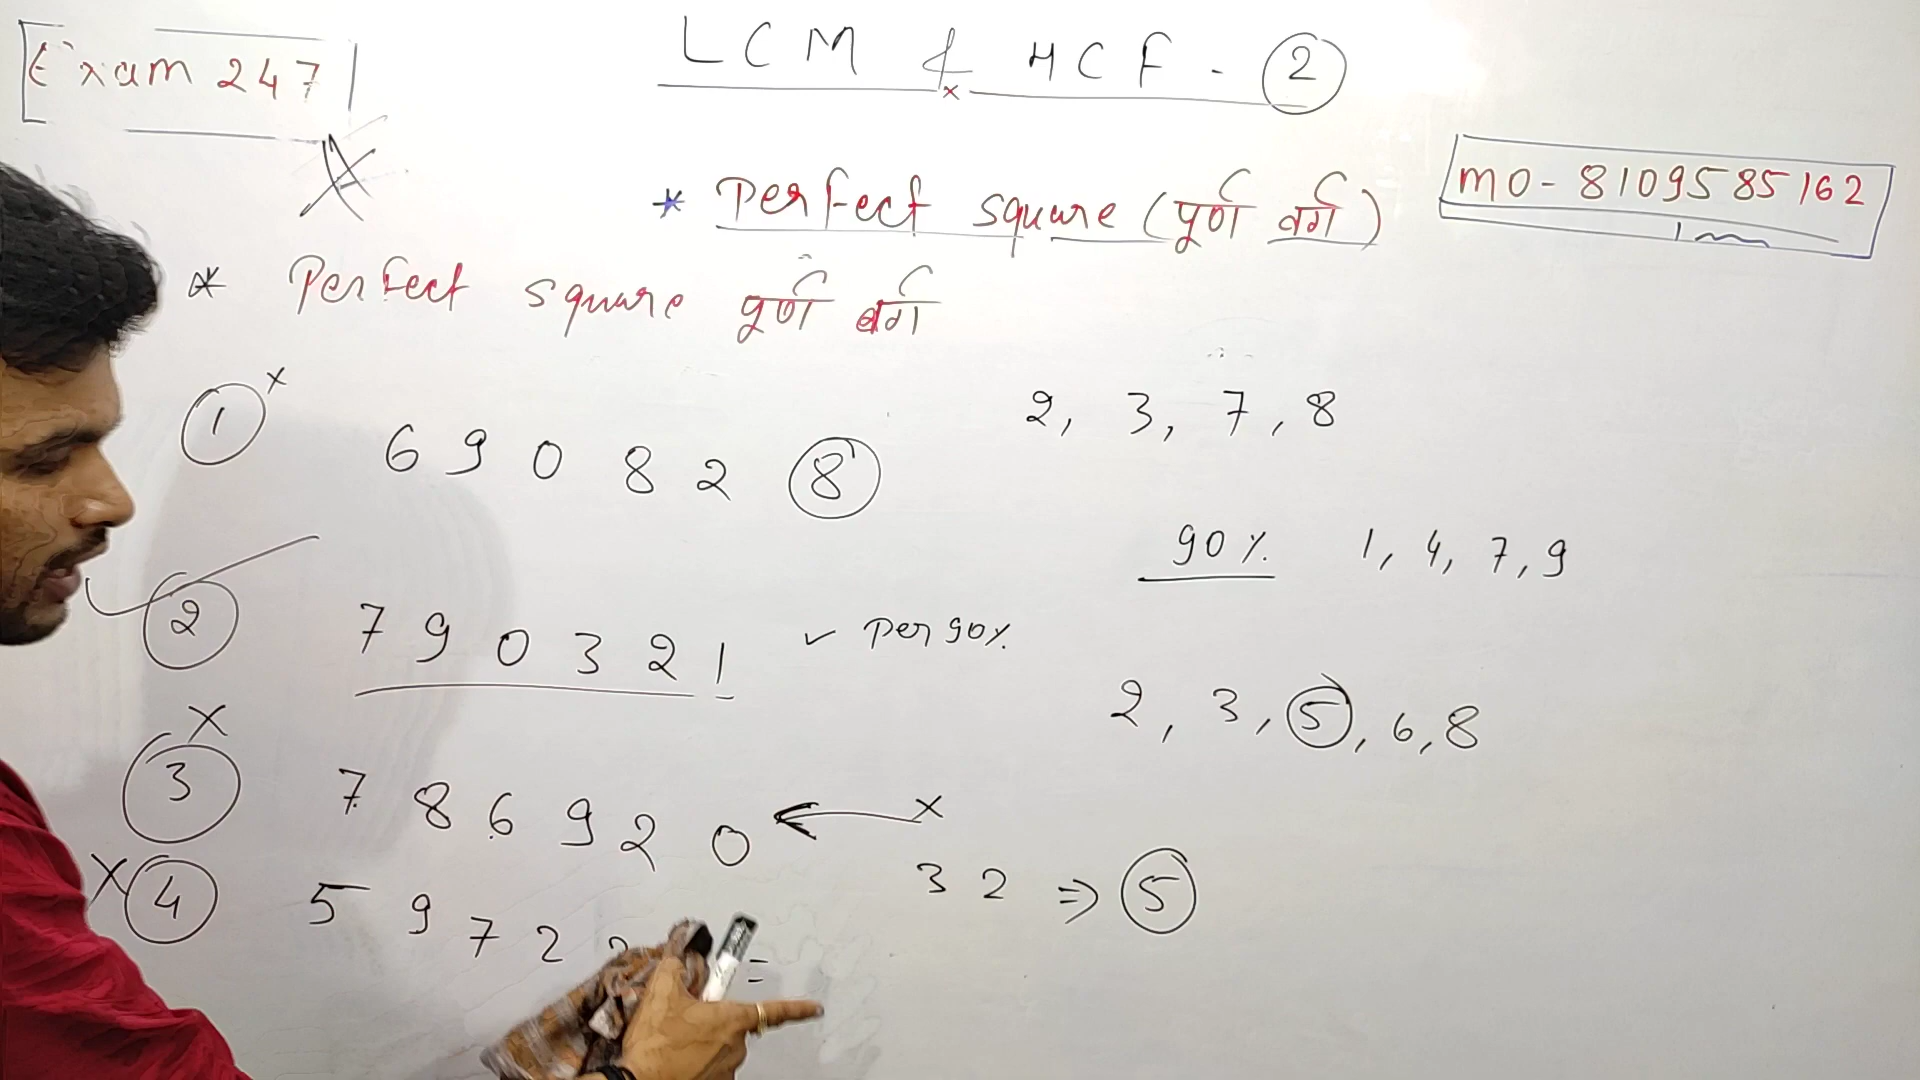 Exam 247
LCM & HCF - 2
MO - 8109585162
* Perfect square (पूर्ण वर्ग)
* Perfect square पूर्ण वर्ग
1 x 690828
2, 3, 7, 8
90% 1, 4, 7, 9
2 790321 ✓ Per 90%
2, 3, 5, 6, 8
x 3 786920 ← x
x 4 5972
32 ⇒ 5